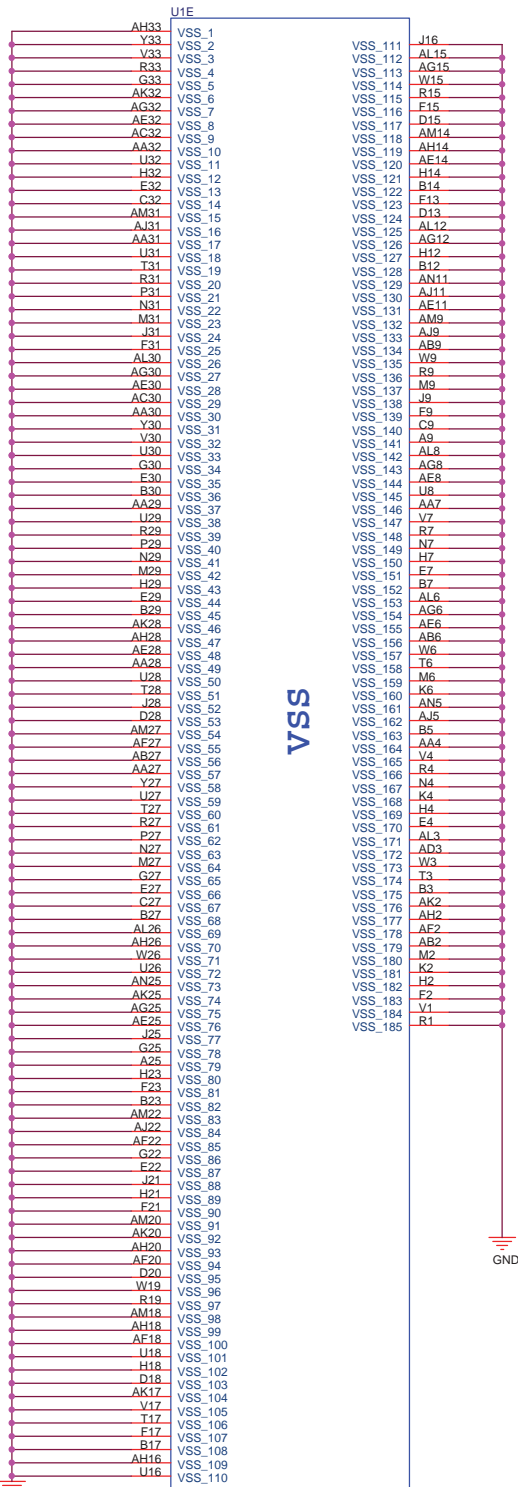 U1E
AH33 VSS_1
Y33 VSS_2
V33 VSS_3
R33 VSS_4
G33 VSS_5
AK32 VSS_6
AG32 VSS_7
AE32 VSS_8
AC32 VSS_9
AA32 VSS_10
U32 VSS_11
H32 VSS_12
E32 VSS_13
C32 VSS_14
AM31 VSS_15
AJ31 VSS_16
AA31 VSS_17
U31 VSS_18
T31 VSS_19
R31 VSS_20
P31 VSS_21
N31 VSS_22
M31 VSS_23
J31 VSS_24
F31 VSS_25
AL30 VSS_26
AG30 VSS_27
AE30 VSS_28
AC30 VSS_29
AA30 VSS_30
Y30 VSS_31
V30 VSS_32
U30 VSS_33
G30 VSS_34
E30 VSS_35
B30 VSS_36
AA29 VSS_37
U29 VSS_38
R29 VSS_39
P29 VSS_40
N29 VSS_41
M29 VSS_42
H29 VSS_43
E29 VSS_44
B29 VSS_45
AK28 VSS_46
AH28 VSS_47
AE28 VSS_48
AA28 VSS_49
U28 VSS_50
T28 VSS_51
J28 VSS_52
D28 VSS_53
AM27 VSS_54
AF27 VSS_55
AB27 VSS_56
AA27 VSS_57
Y27 VSS_58
U27 VSS_59
T27 VSS_60
R27 VSS_61
P27 VSS_62
N27 VSS_63
M27 VSS_64
G27 VSS_65
E27 VSS_66
C27 VSS_67
B27 VSS_68
AL26 VSS_69
AH26 VSS_70
W26 VSS_71
U26 VSS_72
AN25 VSS_73
AK25 VSS_74
AG25 VSS_75
AE25 VSS_76
J25 VSS_77
G25 VSS_78
A25 VSS_79
H23 VSS_80
F23 VSS_81
B23 VSS_82
AM22 VSS_83
AJ22 VSS_84
AF22 VSS_85
G22 VSS_86
E22 VSS_87
J21 VSS_88
H21 VSS_89
F21 VSS_90
AM20 VSS_91
AK20 VSS_92
AH20 VSS_93
AF20 VSS_94
D20 VSS_95
W19 VSS_96
R19 VSS_97
AM18 VSS_98
AH18 VSS_99
AF18 VSS_100
U18 VSS_101
H18 VSS_102
D18 VSS_103
AK17 VSS_104
V17 VSS_105
T17 VSS_106
F17 VSS_107
B17 VSS_108
AH16 VSS_109
U16 VSS_110
VSS
VSS_111 J16
VSS_112 AL15
VSS_113 AG15
VSS_114 W15
VSS_115 R15
VSS_116 F15
VSS_117 D15
VSS_118 AM14
VSS_119 AH14
VSS_120 AE14
VSS_121 H14
VSS_122 B14
VSS_123 F13
VSS_124 D13
VSS_125 AL12
VSS_126 AG12
VSS_127 H12
VSS_128 B12
VSS_129 AN11
VSS_130 AJ11
VSS_131 AE11
VSS_132 AM9
VSS_133 AJ9
VSS_134 AB9
VSS_135 W9
VSS_136 R9
VSS_137 M9
VSS_138 J9
VSS_139 F9
VSS_140 C9
VSS_141 A9
VSS_142 AL8
VSS_143 AG8
VSS_144 AE8
VSS_145 U8
VSS_146 AA7
VSS_147 V7
VSS_148 R7
VSS_149 N7
VSS_150 H7
VSS_151 E7
VSS_152 B7
VSS_153 AL6
VSS_154 AG6
VSS_155 AE6
VSS_156 AB6
VSS_157 W6
VSS_158 T6
VSS_159 M6
VSS_160 K6
VSS_161 AN5
VSS_162 AJ5
VSS_163 B5
VSS_164 AA4
VSS_165 V4
VSS_166 R4
VSS_167 N4
VSS_168 K4
VSS_169 H4
VSS_170 E4
VSS_171 AL3
VSS_172 AD3
VSS_173 W3
VSS_174 T3
VSS_175 B3
VSS_176 AK2
VSS_177 AH2
VSS_178 AF2
VSS_179 AB2
VSS_180 M2
VSS_181 K2
VSS_182 H2
VSS_183 F2
VSS_184 V1
VSS_185 R1
GND